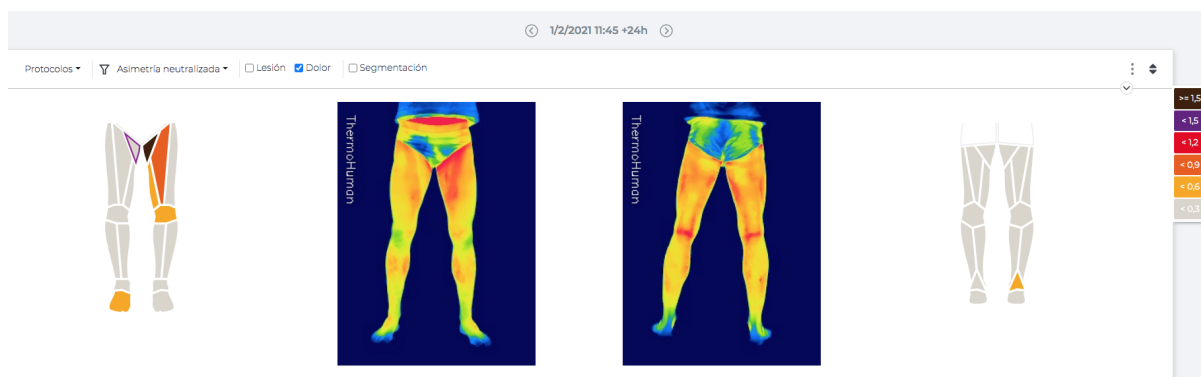 1/2/2021 11:45 +24h
Protocolos
Asimetría neutralizada
Lesión
Dolor
Segmentación
ThermoHuman
ThermoHuman
>= 1,5
< 1,5
< 1,2
< 0,9
< 0,6
< 0,3